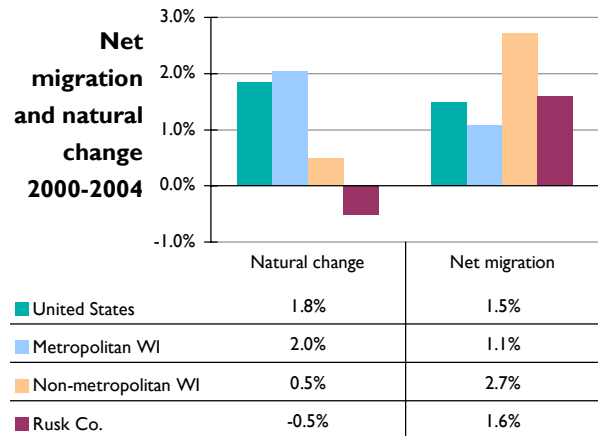 Net
migration
and natural
change
2000-2004
3.0%
2.0%
1.0%
0.0%
-1.0%
Natural change Net migration
United States 1.8% 1.5%
Metropolitan WI 2.0% 1.1%
Non-metropolitan WI 0.5% 2.7%
Rusk Co. -0.5% 1.6%